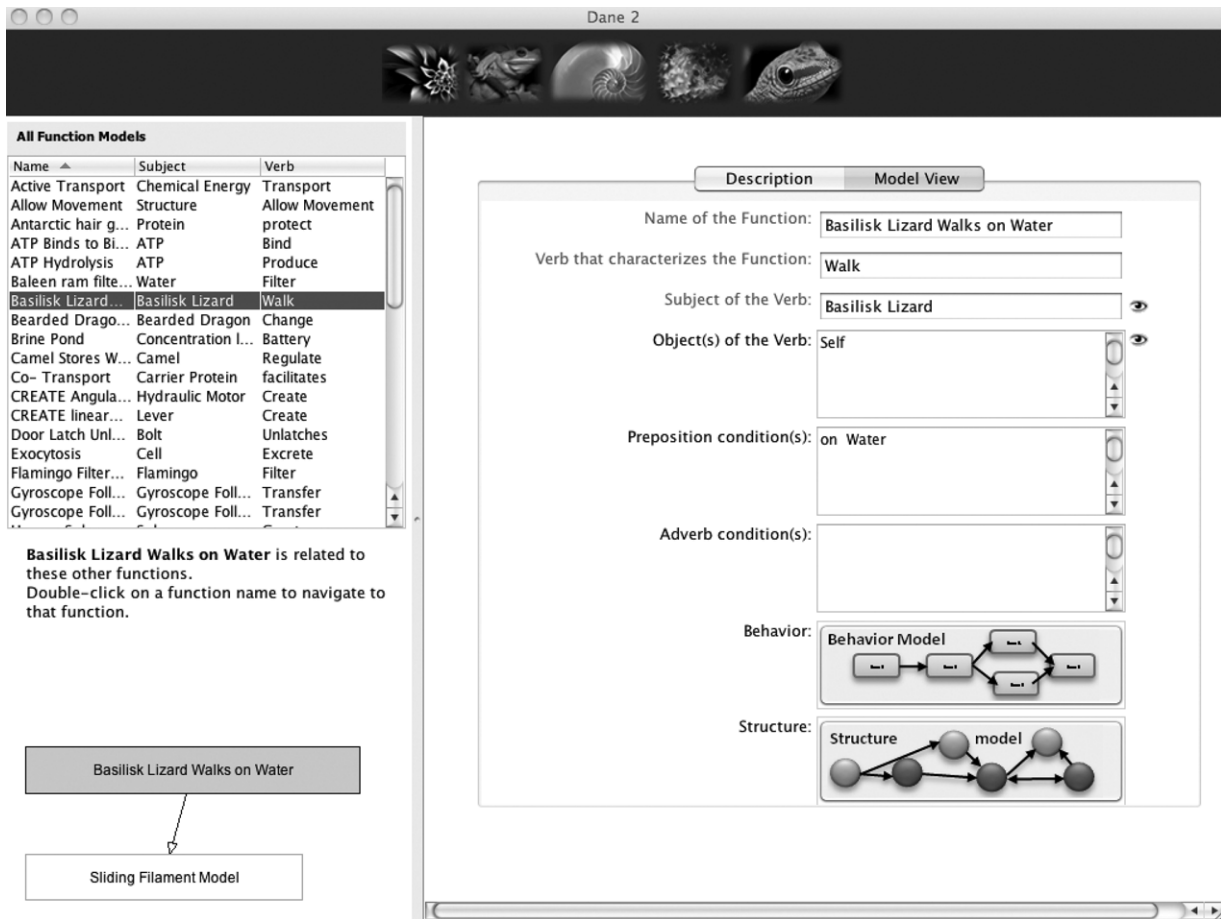 Dane 2
All Function Models
Name Subject Verb
Active Transport Chemical Energy Transport
Allow Movement Structure Allow Movement
Antarctic hair g... Protein protect
ATP Binds to Bi... ATP Bind
ATP Hydrolysis ATP Produce
Baleen ram filte... Water Filter
Basilisk Lizard... Basilisk Lizard Walk
Bearded Drago... Bearded Dragon Change
Brine Pond Concentration l... Battery
Camel Stores W... Camel Regulate
Co- Transport Carrier Protein facilitates
CREATE Angula... Hydraulic Motor Create
CREATE linear... Lever Create
Door Latch Unl... Bolt Unlatches
Exocytosis Cell Excrete
Flamingo Filter... Flamingo Filter
Gyroscope Foll... Gyroscope Foll... Transfer
Gyroscope Foll... Gyroscope Foll... Transfer
Basilisk Lizard Walks on Water is related to
these other functions.
Double-click on a function name to navigate to
that function.
Basilisk Lizard Walks on Water
Sliding Filament Model
Description Model View
Name of the Function: Basilisk Lizard Walks on Water
Verb that characterizes the Function: Walk
Subject of the Verb: Basilisk Lizard
Object(s) of the Verb: Self
Preposition condition(s): on Water
Adverb condition(s):
Behavior: Behavior Model
Structure: Structure model